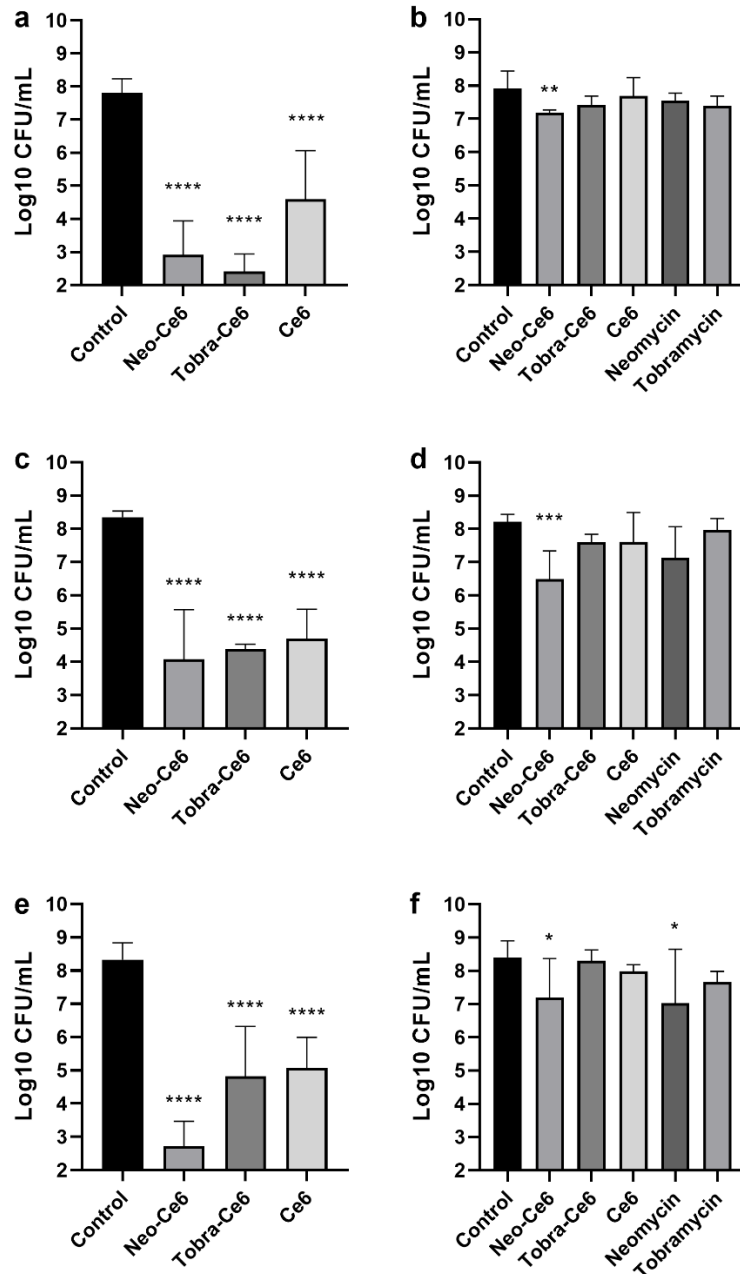 a
Log10 CFU/mL
10
9
8
7
6
5
4
3
2
****
****
****
Control
Neo-Ce6
Tobra-Ce6
Ce6
b
Log10 CFU/mL
10
9
8
7
6
5
4
3
2
**
Control
Neo-Ce6
Tobra-Ce6
Ce6
Neomycin
Tobramycin
c
Log10 CFU/mL
10
9
8
7
6
5
4
3
2
****
****
****
Control
Neo-Ce6
Tobra-Ce6
Ce6
d
Log10 CFU/mL
10
9
8
7
6
5
4
3
2
***
Control
Neo-Ce6
Tobra-Ce6
Ce6
Neomycin
Tobramycin
e
Log10 CFU/mL
10
9
8
7
6
5
4
3
2
****
****
****
Control
Neo-Ce6
Tobra-Ce6
Ce6
f
Log10 CFU/mL
10
9
8
7
6
5
4
3
2
*
*
Control
Neo-Ce6
Tobra-Ce6
Ce6
Neomycin
Tobramycin